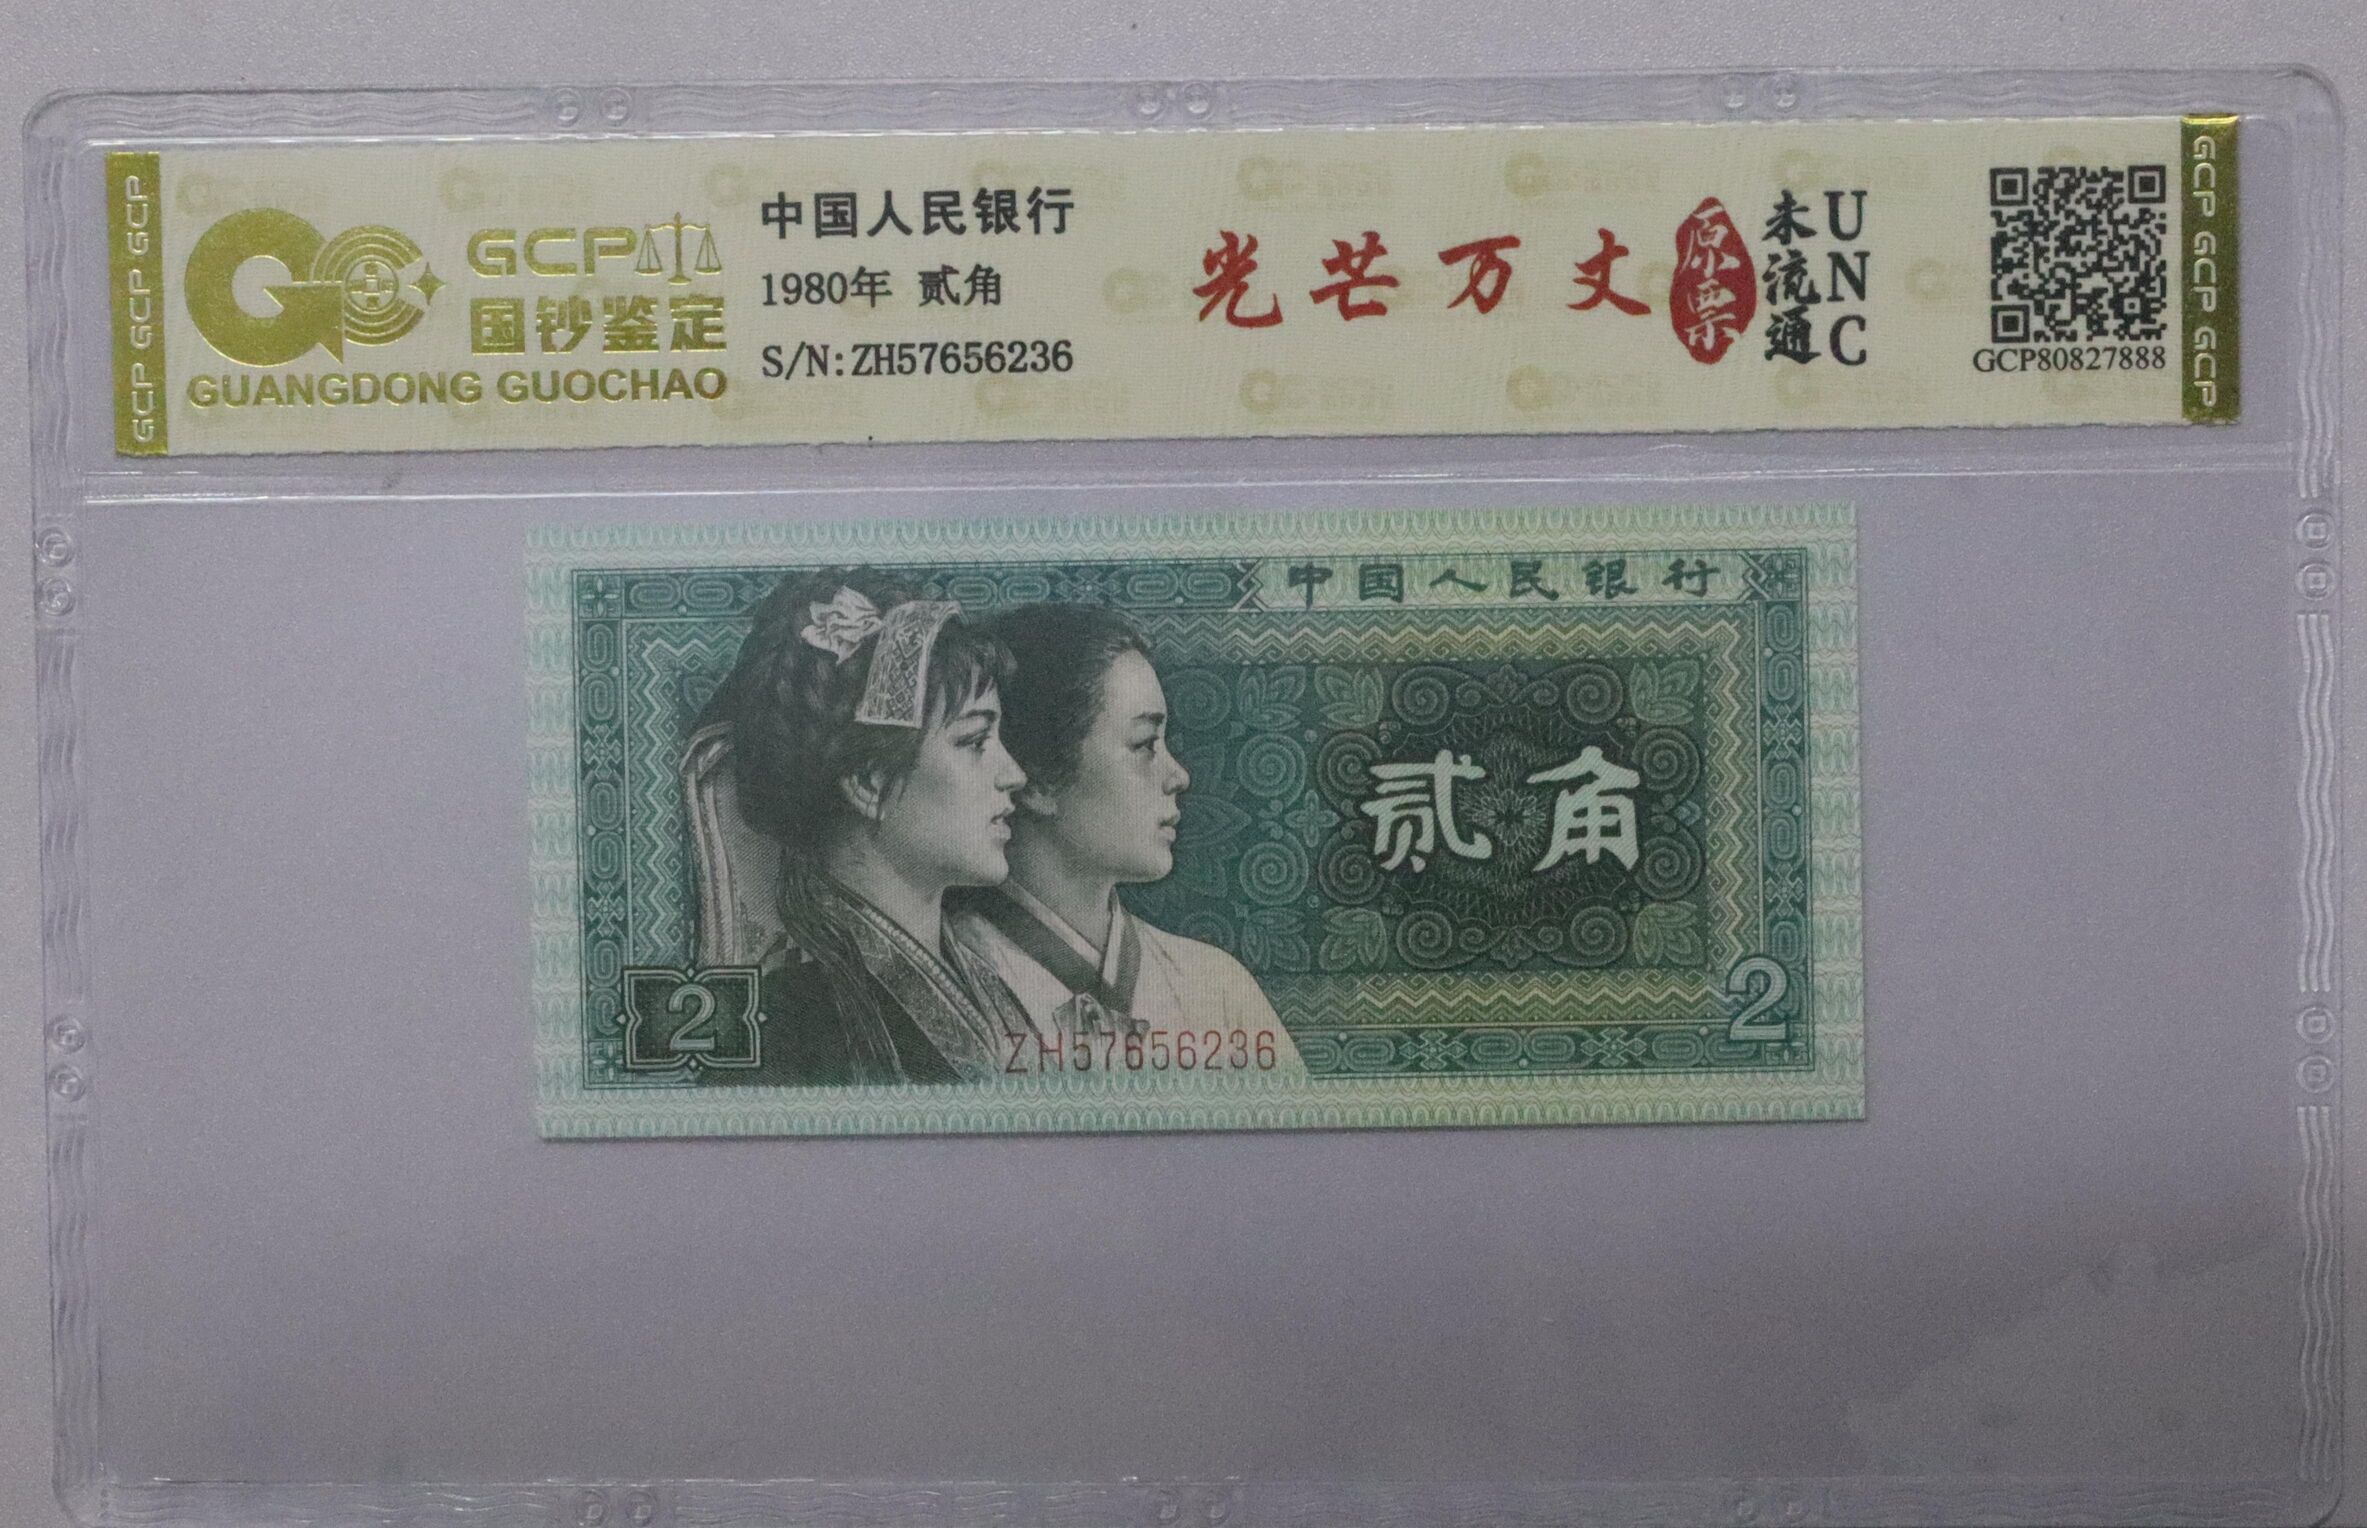 GCP GCP GCP
GCP
国钞鉴定
GUANGDONG GUOCHAO
中国人民银行
1980年 贰角
S/N:ZH57656236
光芒万丈
原票
未流通
UNC
GCP80827888
GCP GCP GCP
中国人民银行
贰角
2
2
ZH57656236